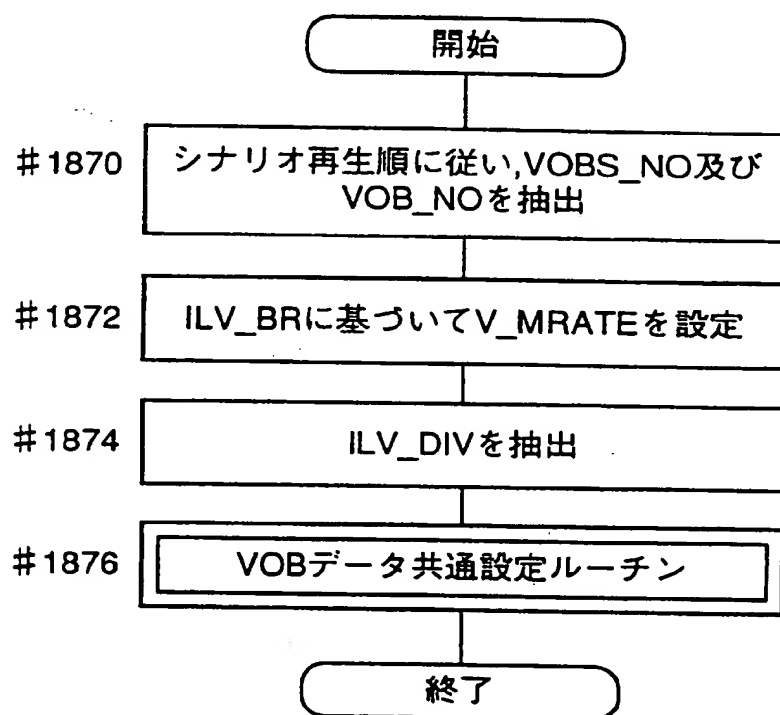 開始
#1870
シナリオ再生順に従い,VOBS_NO及び
VOB_NOを抽出
#1872
ILV_BRに基づいてV_MRATEを設定
#1874
ILV_DIVを抽出
#1876
VOBデータ共通設定ルーチン
終了